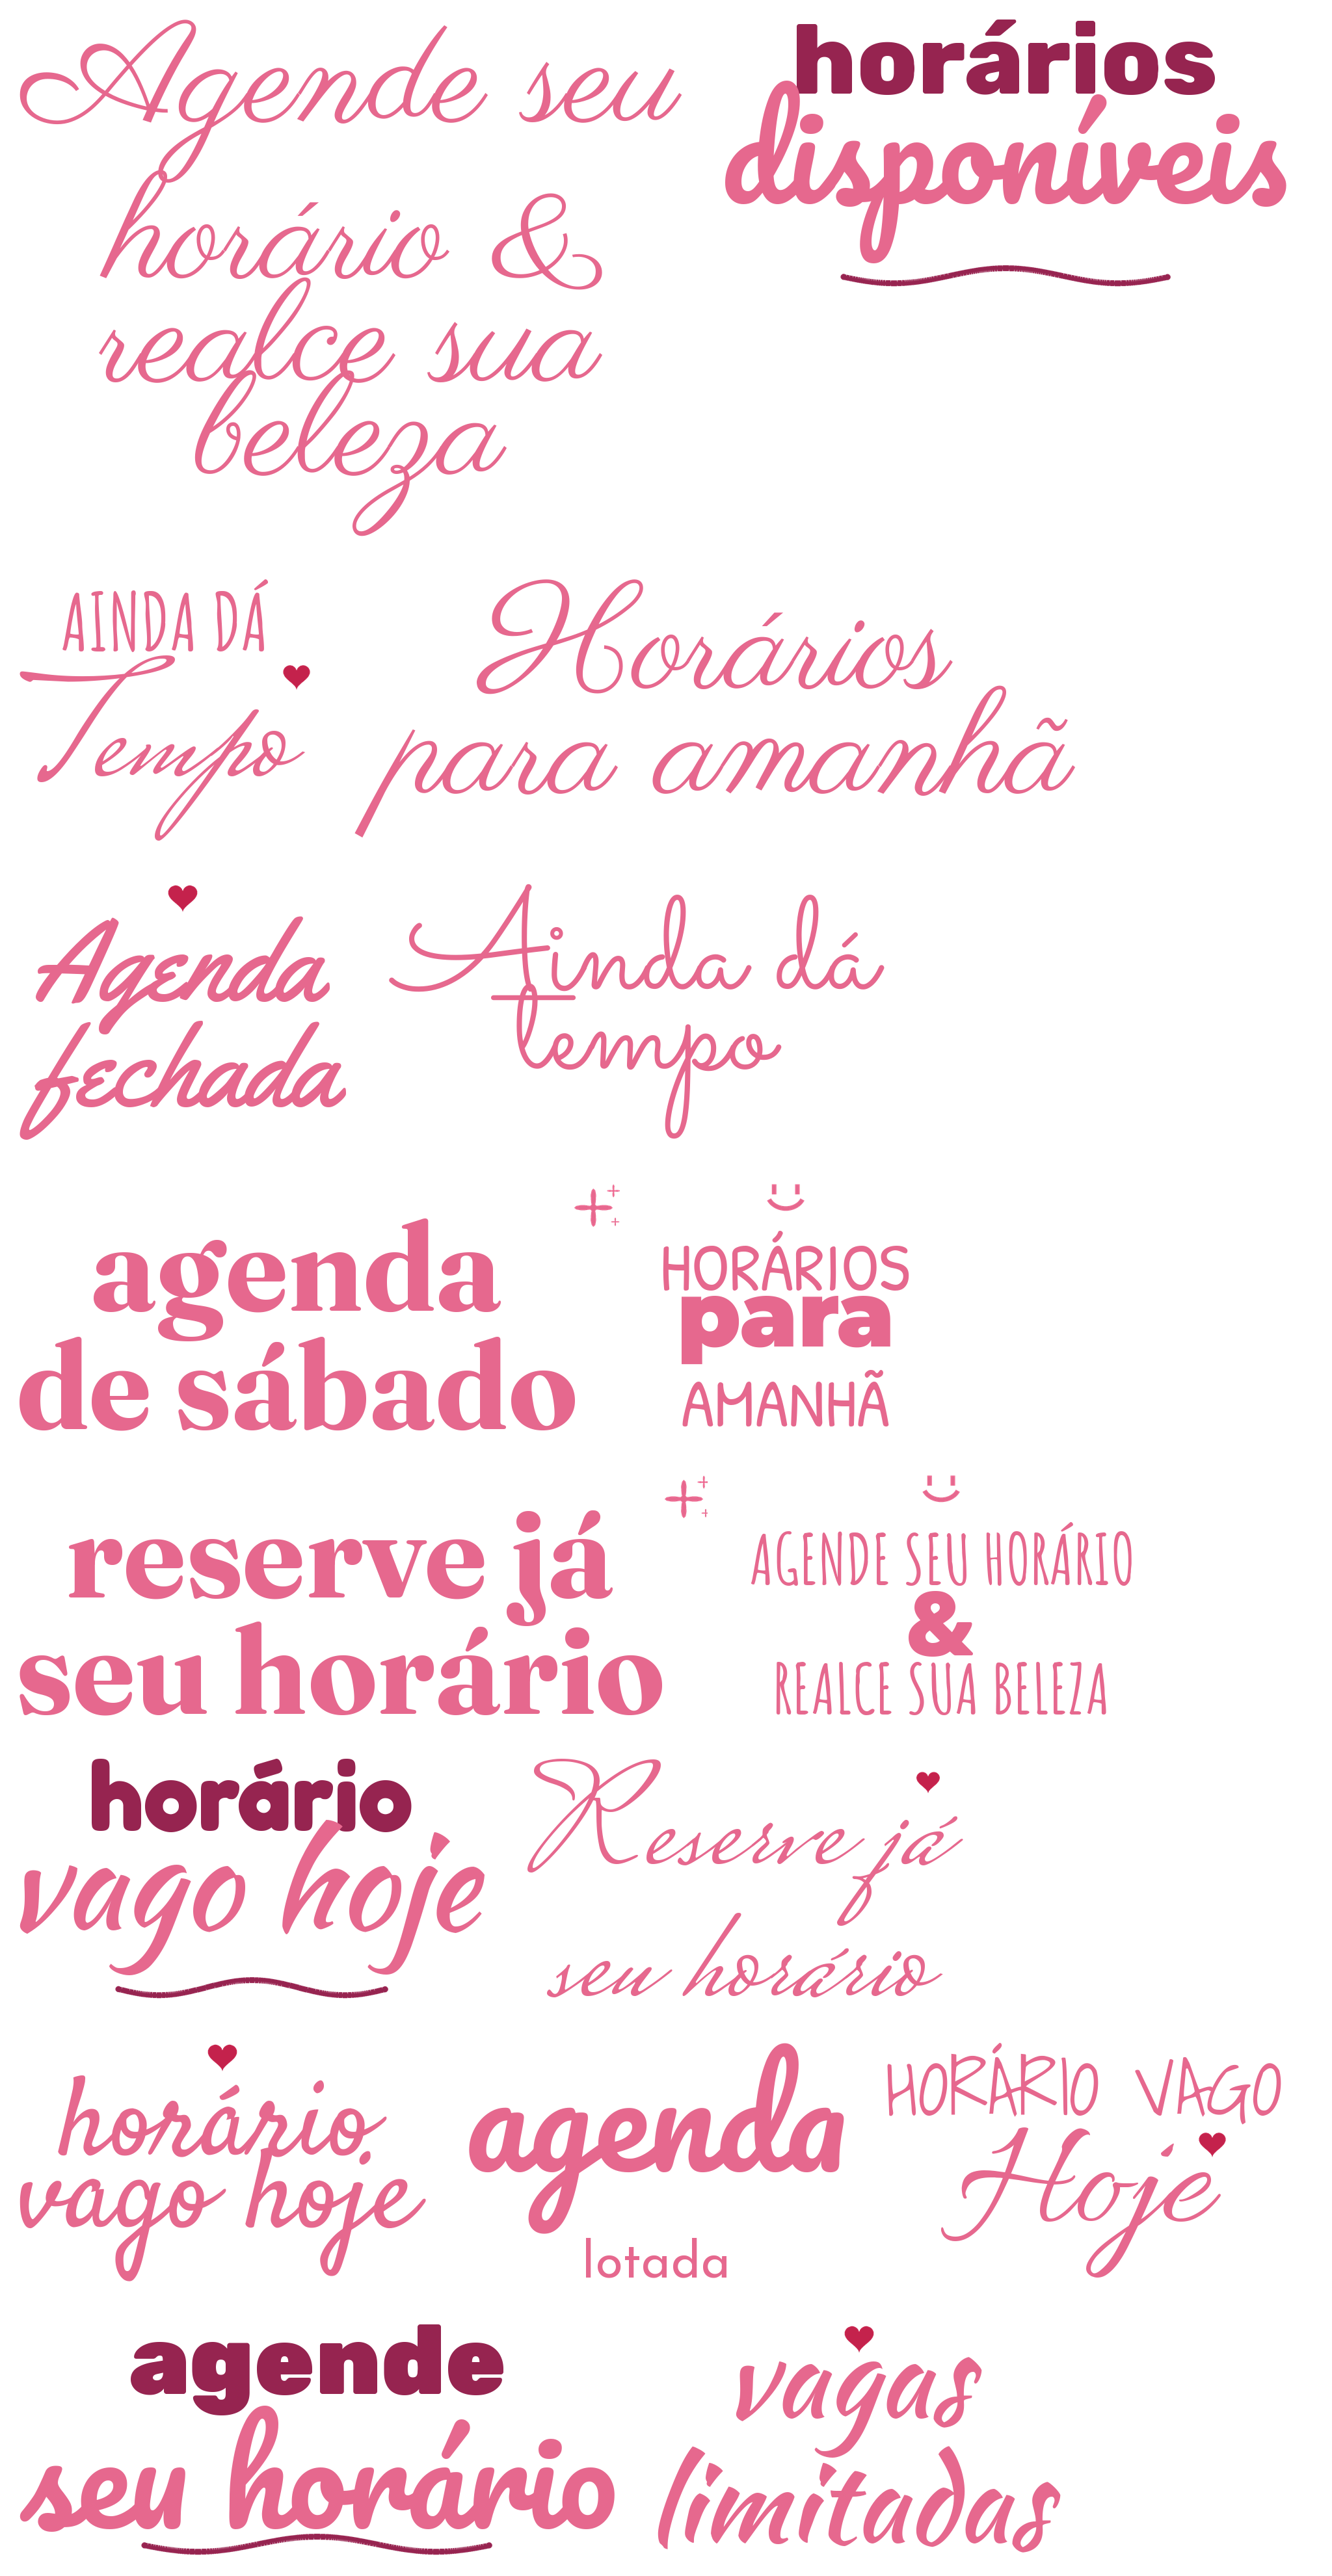 Agende seu
horário &
realce sua
beleza
horários
disponíveis
AINDA DÁ
Tempo
Horários
para amanhã
Agenda
fechada
Ainda dá
tempo
agenda
de sábado
HORÁRIOS
para
AMANHÃ
reserve já
seu horário
AGENDE SEU HORÁRIO
&
REALCE SUA BELEZA
horário
vago hoje
Reserve já
seu horário
horário
vago hoje
agenda
lotada
HORÁRIO VAGO
Hoje
agende
seu horário
vagas
limitadas